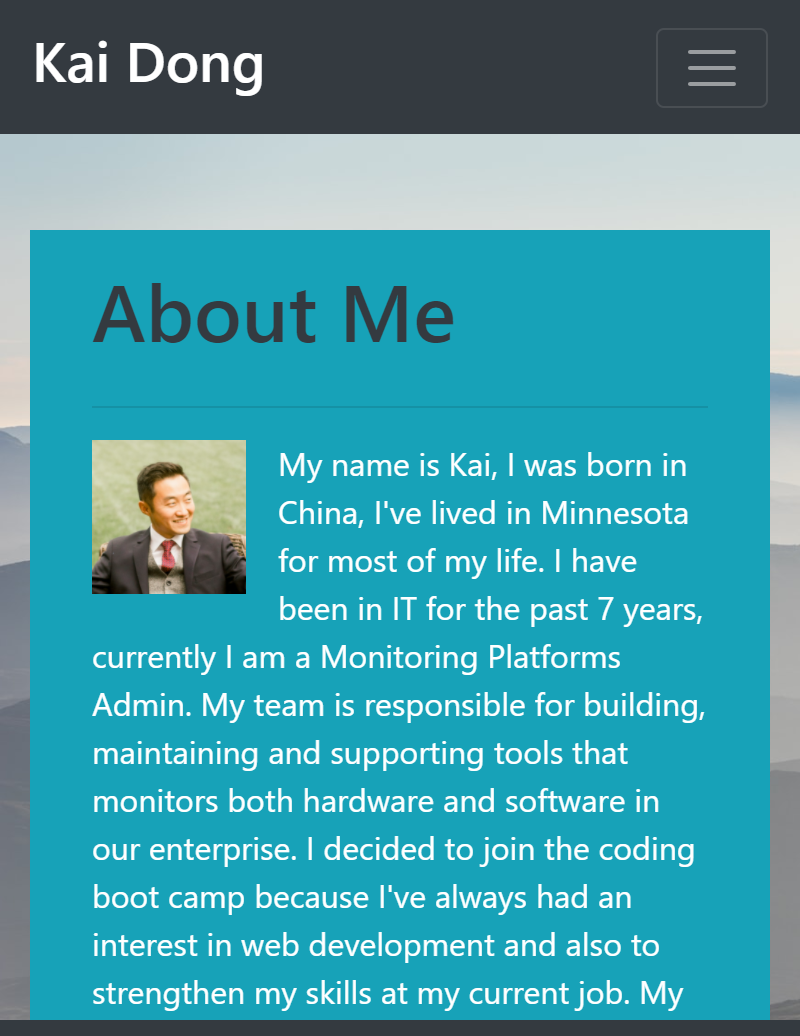 Kai Dong
About Me
My name is Kai, I was born in
China, I've lived in Minnesota
for most of my life. I have
been in IT for the past 7 years,
currently I am a Monitoring Platforms
Admin. My team is responsible for building,
maintaining and supporting tools that
monitors both hardware and software in
our enterprise. I decided to join the coding
boot camp because I've always had an
interest in web development and also to
strengthen my skills at my current job. My